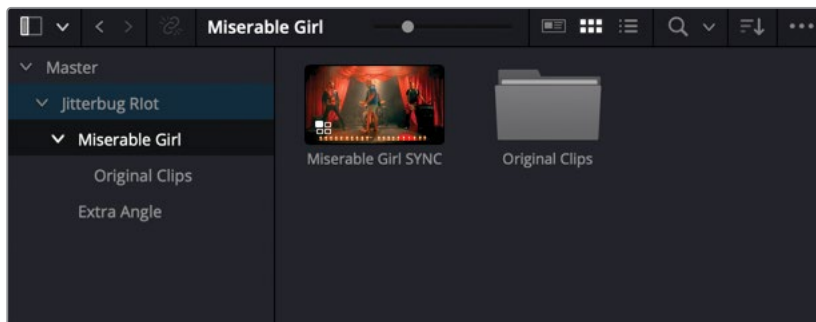 Miserable Girl
Master
Jitterbug RIot
Miserable Girl
Original Clips
Extra Angle
Miserable Girl SYNC
Original Clips